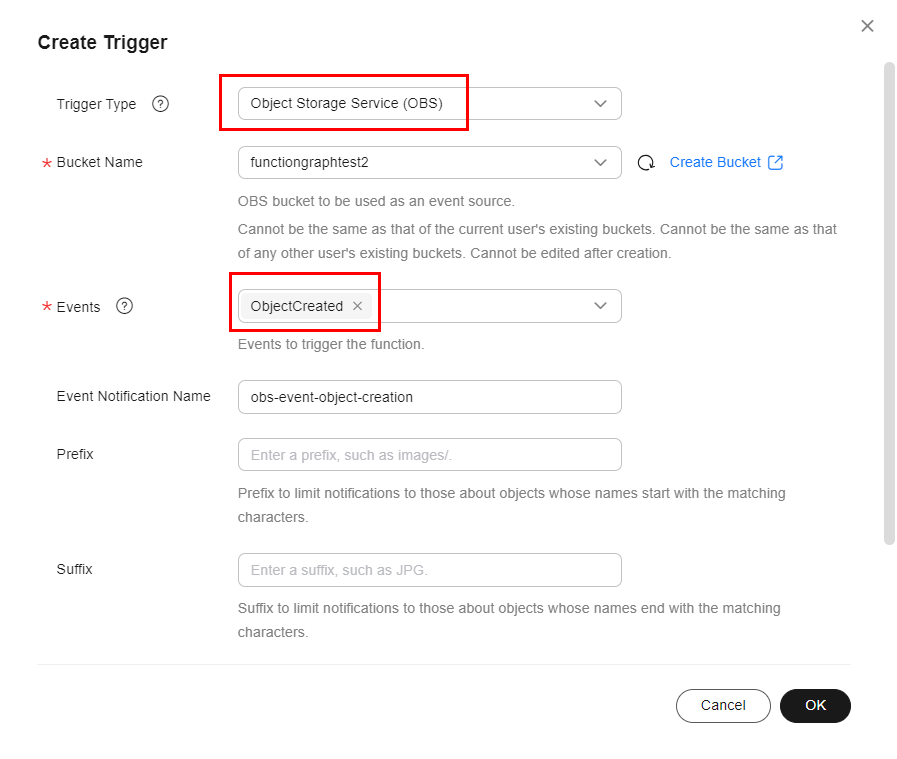 Create Trigger
Trigger Type ? Object Storage Service (OBS)
* Bucket Name functiongraphtest2 Create Bucket
OBS bucket to be used as an event source.
Cannot be the same as that of the current user's existing buckets. Cannot be the same as that
of any other user's existing buckets. Cannot be edited after creation.
* Events ? ObjectCreated ×
Events to trigger the function.
Event Notification Name obs-event-object-creation
Prefix Enter a prefix, such as images/.
Prefix to limit notifications to those about objects whose names start with the matching
characters.
Suffix Enter a suffix, such as JPG.
Suffix to limit notifications to those about objects whose names end with the matching
characters.
Cancel OK